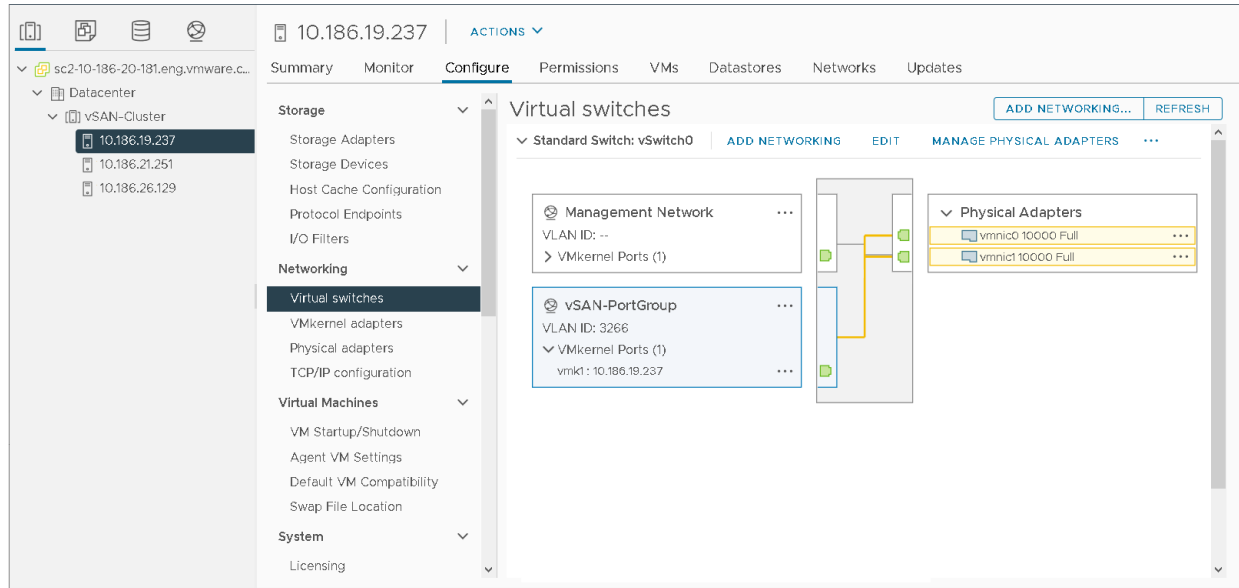 sc2-10-186-20-181.eng.vmware.c...
Datacenter
vSAN-Cluster
10.186.19.237
10.186.21.251
10.186.26.129
10.186.19.237
ACTIONS
Summary Monitor Configure Permissions VMs Datastores Networks Updates
Storage
Storage Adapters
Storage Devices
Host Cache Configuration
Protocol Endpoints
I/O Filters
Networking
Virtual switches
VMkernel adapters
Physical adapters
TCP/IP configuration
Virtual Machines
VM Startup/Shutdown
Agent VM Settings
Default VM Compatibility
Swap File Location
System
Licensing
Virtual switches
ADD NETWORKING... REFRESH
Standard Switch: vSwitch0 ADD NETWORKING EDIT MANAGE PHYSICAL ADAPTERS ...
Management Network ...
VLAN ID: --
VMkernel Ports (1)
vSAN-PortGroup ...
VLAN ID: 3266
VMkernel Ports (1)
vmk1 : 10.186.19.237 ...
Physical Adapters
vmnic0 10000 Full ...
vmnic1 10000 Full ...